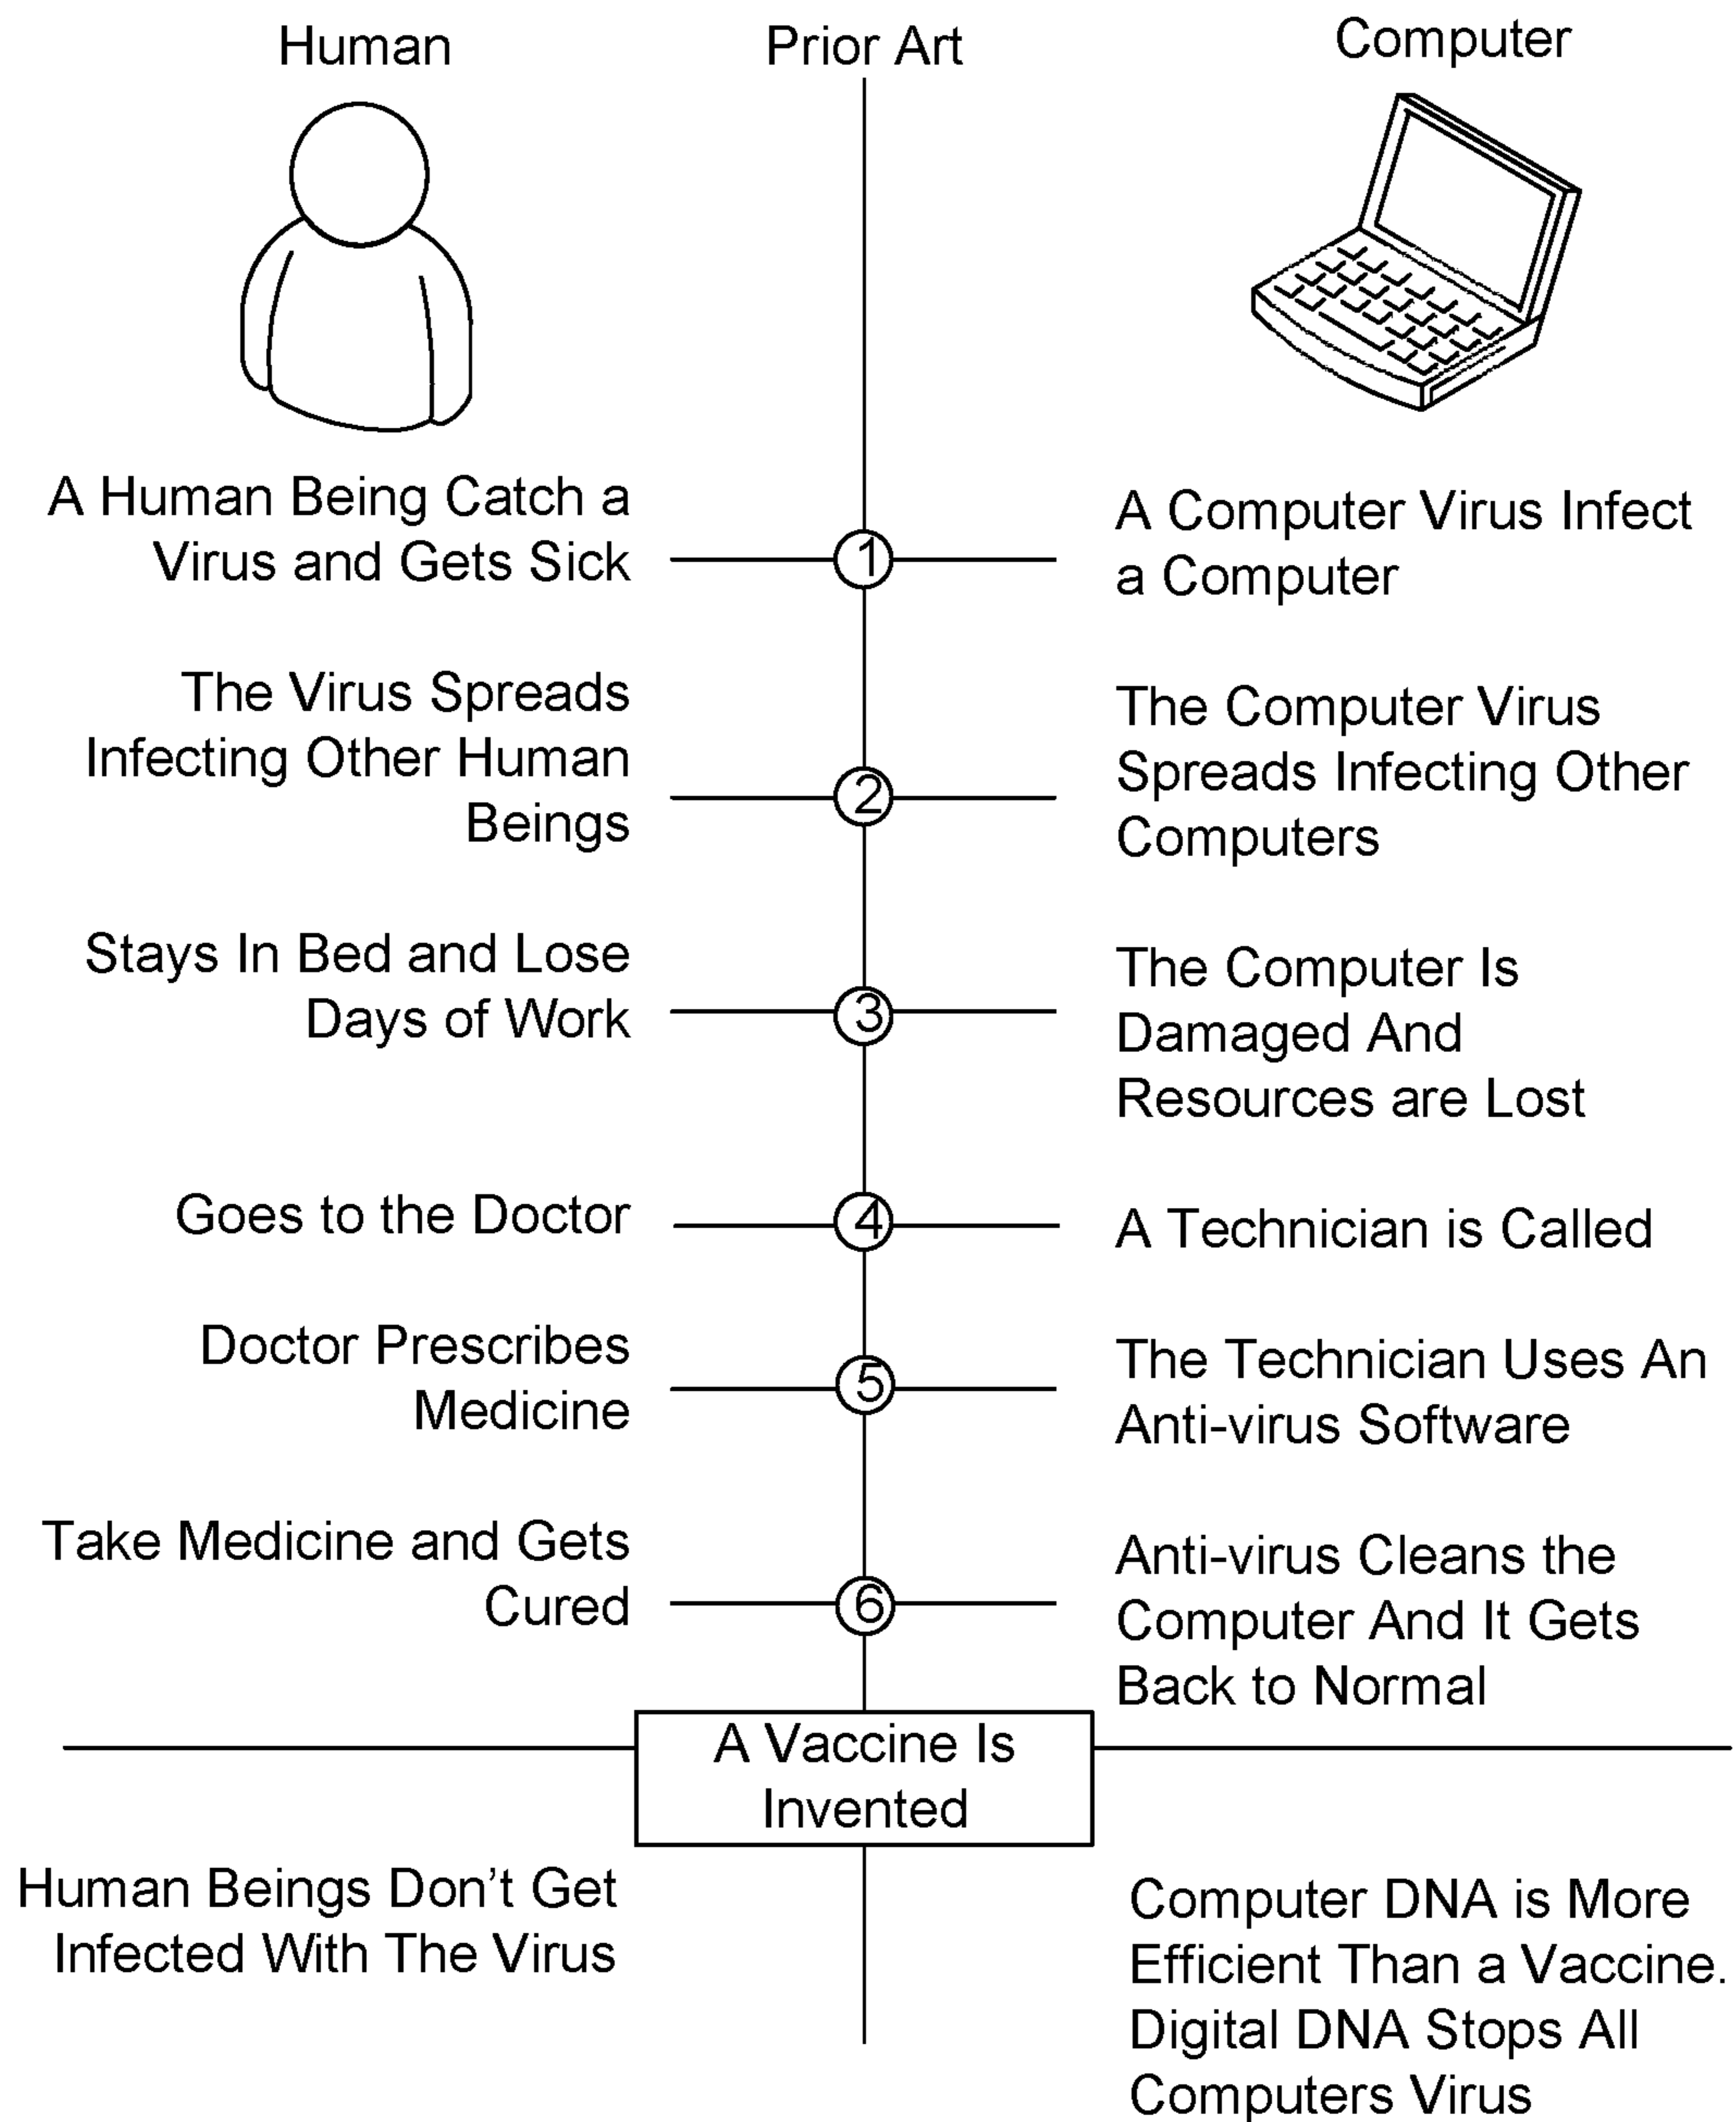 Human
Prior Art
Computer
A Human Being Catch a
Virus and Gets Sick
1
A Computer Virus Infect
a Computer
The Virus Spreads
Infecting Other Human
Beings
2
The Computer Virus
Spreads Infecting Other
Computers
Stays In Bed and Lose
Days of Work
3
The Computer Is
Damaged And
Resources are Lost
Goes to the Doctor
4
A Technician is Called
Doctor Prescribes
Medicine
5
The Technician Uses An
Anti-virus Software
Take Medicine and Gets
Cured
6
Anti-virus Cleans the
Computer And It Gets
Back to Normal
A Vaccine Is
Invented
Human Beings Don't Get
Infected With The Virus
Computer DNA is More
Efficient Than a Vaccine.
Digital DNA Stops All
Computers Virus